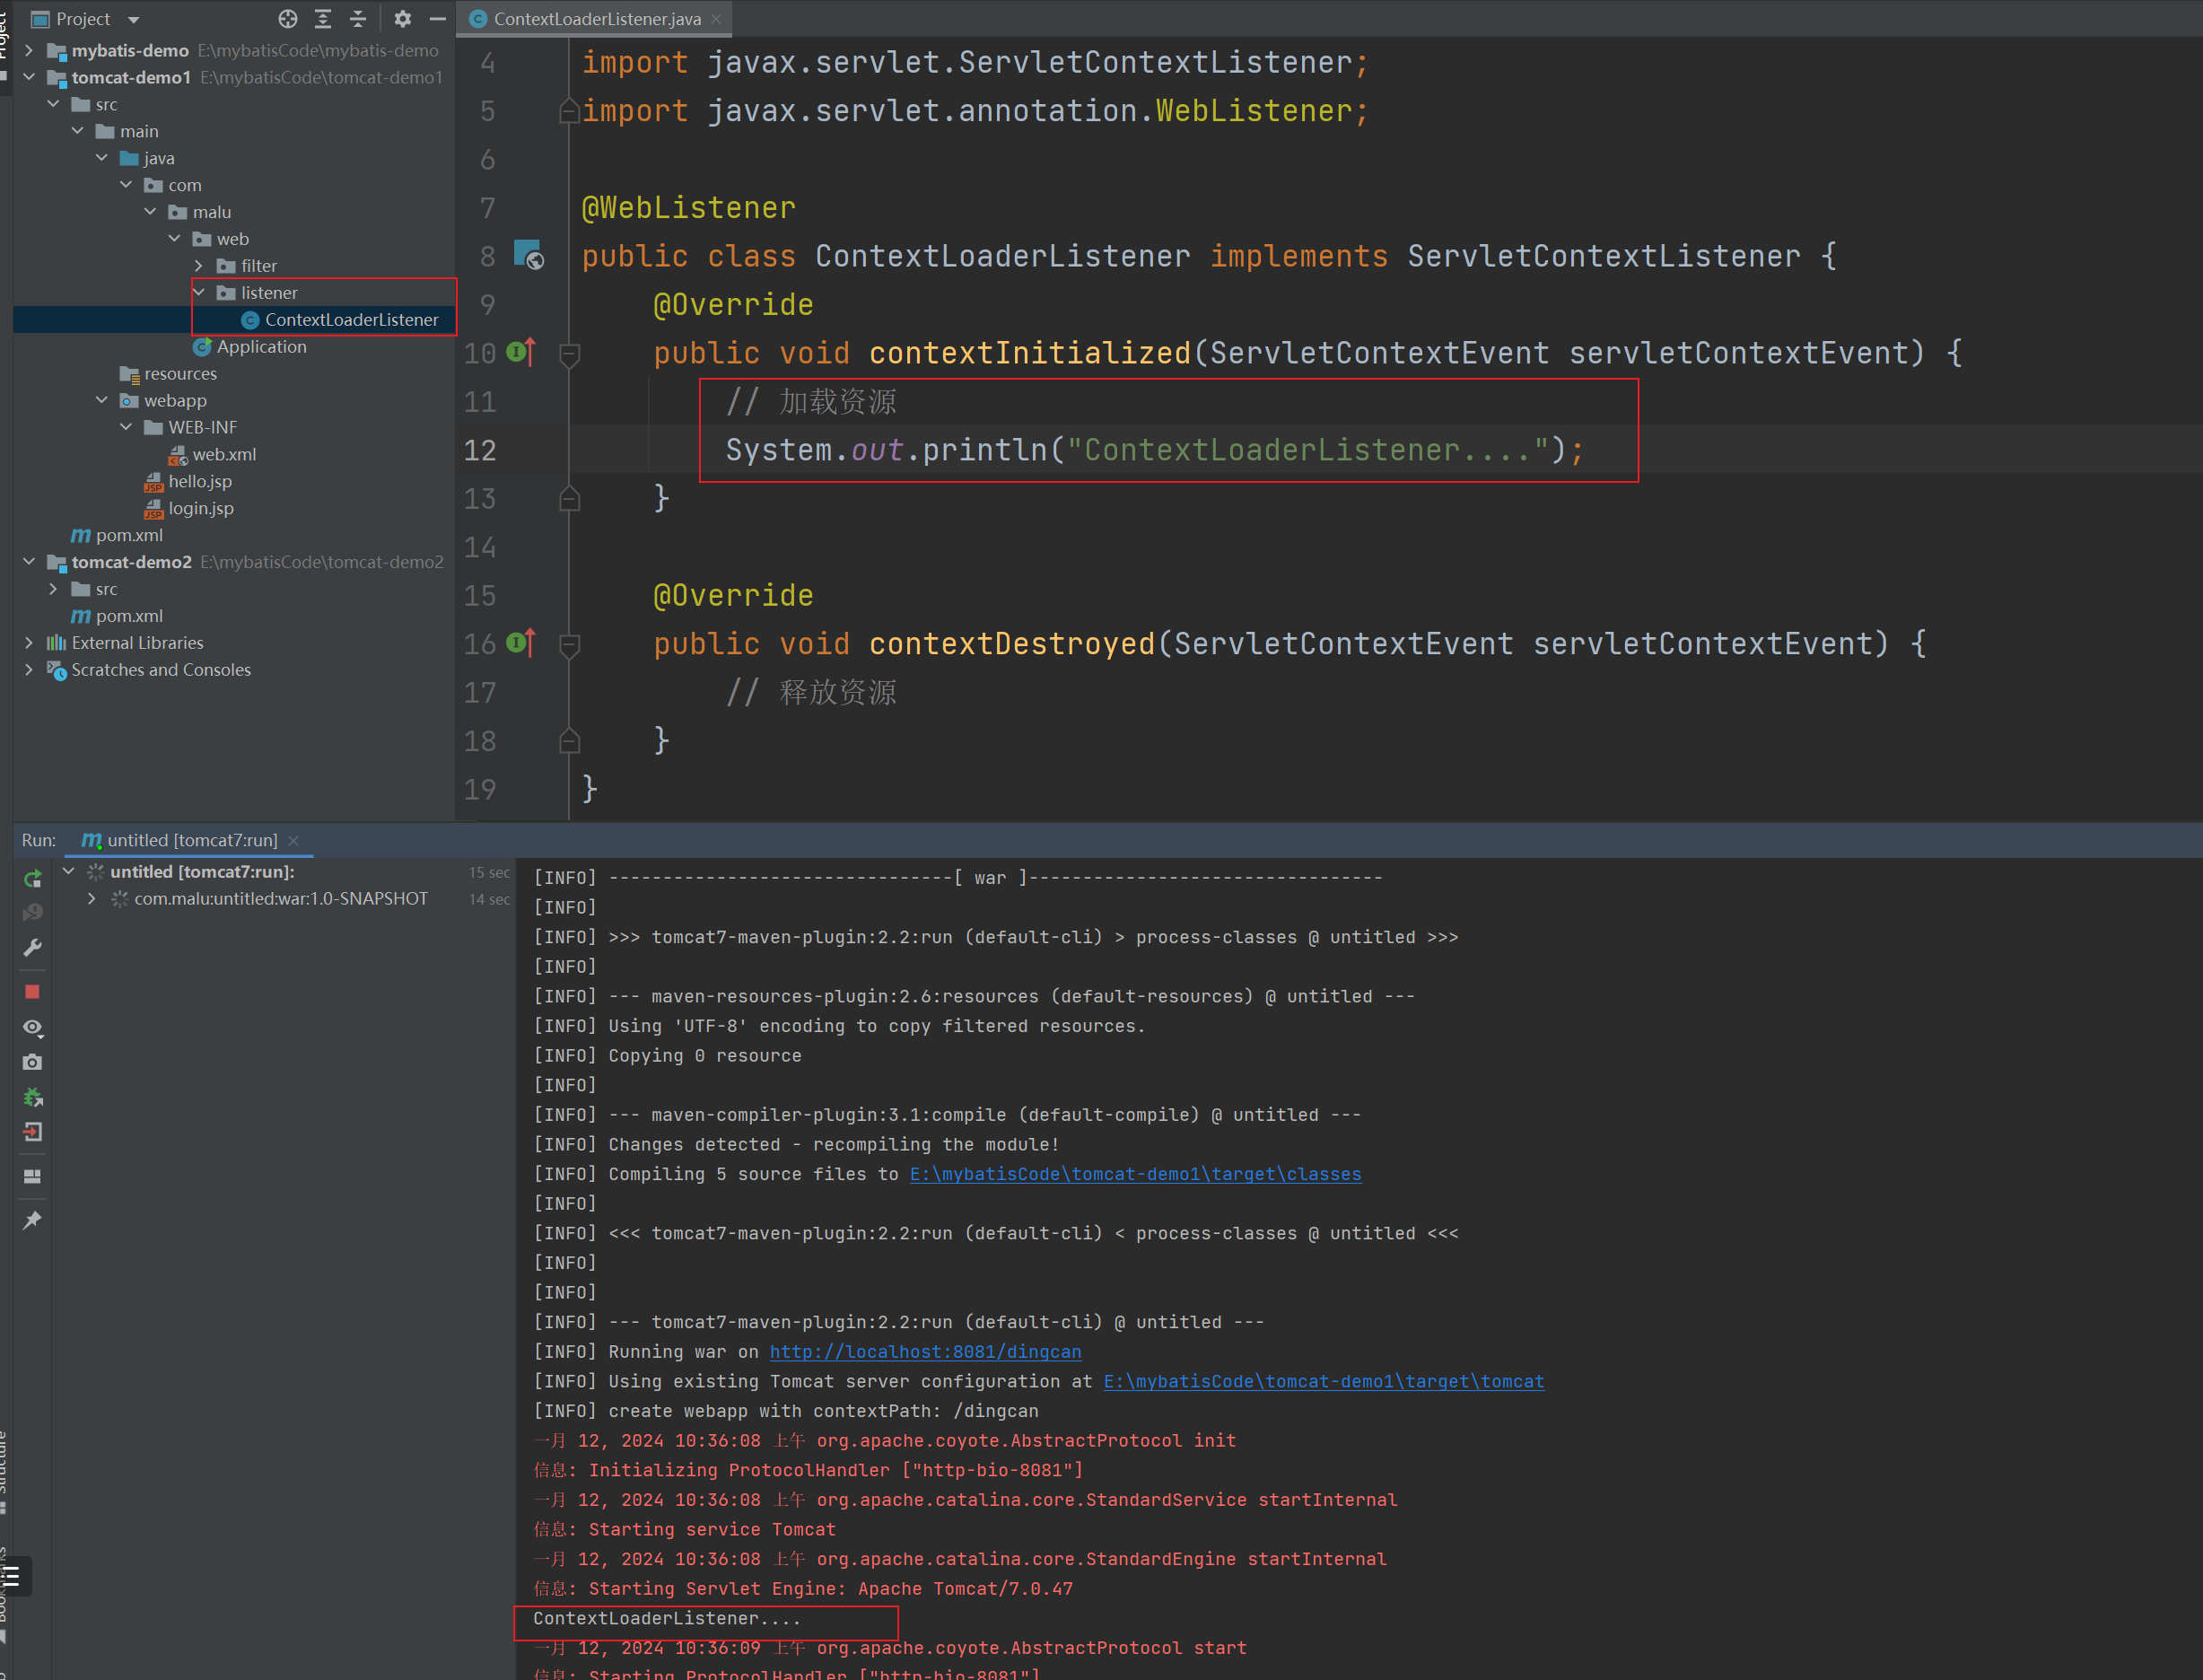 Project
mybatis-demo E:\mybatisCode\mybatis-demo
tomcat-demo1 E:\mybatisCode\tomcat-demo1
src
main
java
com
malu
web
filter
listener
ContextLoaderListener
Application
resources
webapp
WEB-INF
web.xml
hello.jsp
login.jsp
pom.xml
tomcat-demo2 E:\mybatisCode\tomcat-demo2
src
pom.xml
External Libraries
Scratches and Consoles
ContextLoaderListener.java
4 import javax.servlet.ServletContextListener;
5 import javax.servlet.annotation.WebListener;
6
7 @WebListener
8 public class ContextLoaderListener implements ServletContextListener {
9 @Override
10 public void contextInitialized(ServletContextEvent servletContextEvent) {
11 // 加载资源
12 System.out.println("ContextLoaderListener....");
13 }
14
15 @Override
16 public void contextDestroyed(ServletContextEvent servletContextEvent) {
17 // 释放资源
18 }
19 }
Run: untitled [tomcat7:run]
untitled [tomcat7:run]: 15 sec
com.malu:untitled:war:1.0-SNAPSHOT 14 sec
[INFO] --------------------------------[ war ]---------------------------------
[INFO]
[INFO] >>> tomcat7-maven-plugin:2.2:run (default-cli) > process-classes @ untitled >>>
[INFO]
[INFO] --- maven-resources-plugin:2.6:resources (default-resources) @ untitled ---
[INFO] Using 'UTF-8' encoding to copy filtered resources.
[INFO] Copying 0 resource
[INFO]
[INFO] --- maven-compiler-plugin:3.1:compile (default-compile) @ untitled ---
[INFO] Changes detected - recompiling the module!
[INFO] Compiling 5 source files to E:\mybatisCode\tomcat-demo1\target\classes
[INFO]
[INFO] <<< tomcat7-maven-plugin:2.2:run (default-cli) < process-classes @ untitled <<<
[INFO]
[INFO]
[INFO] --- tomcat7-maven-plugin:2.2:run (default-cli) @ untitled ---
[INFO] Running war on http://localhost:8081/dingcan
[INFO] Using existing Tomcat server configuration at E:\mybatisCode\tomcat-demo1\target\tomcat
[INFO] create webapp with contextPath: /dingcan
一月 12, 2024 10:36:08 上午 org.apache.coyote.AbstractProtocol init
信息: Initializing ProtocolHandler ["http-bio-8081"]
一月 12, 2024 10:36:08 上午 org.apache.catalina.core.StandardService startInternal
信息: Starting service Tomcat
一月 12, 2024 10:36:08 上午 org.apache.catalina.core.StandardEngine startInternal
信息: Starting Servlet Engine: Apache Tomcat/7.0.47
ContextLoaderListener....
一月 12, 2024 10:36:09 上午 org.apache.coyote.AbstractProtocol start
信息: Starting ProtocolHandler ["http-bio-8081"]